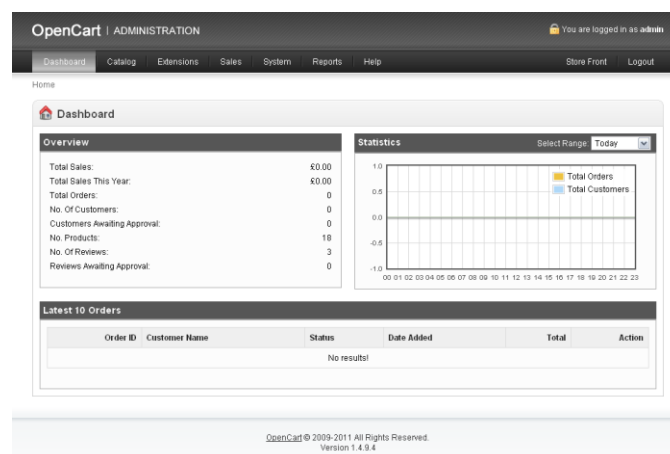 OpenCart | ADMINISTRATION
You are logged in as admin
Dashboard Catalog Extensions Sales System Reports Help Store Front Logout
Home
Dashboard
Overview
Total Sales: £0.00
Total Sales This Year: £0.00
Total Orders: 0
No. Of Customers: 0
Customers Awaiting Approval: 0
No. Products: 18
No. Of Reviews: 3
Reviews Awaiting Approval: 0
Statistics Select Range: Today
Total Orders
Total Customers
1.0
0.5
0.0
-0.5
-1.0
00 01 02 03 04 05 06 07 08 09 10 11 12 13 14 15 16 17 18 19 20 21 22 23
Latest 10 Orders
Order ID Customer Name Status Date Added Total Action
No results!
OpenCart © 2009-2011 All Rights Reserved.
Version 1.4.9.4